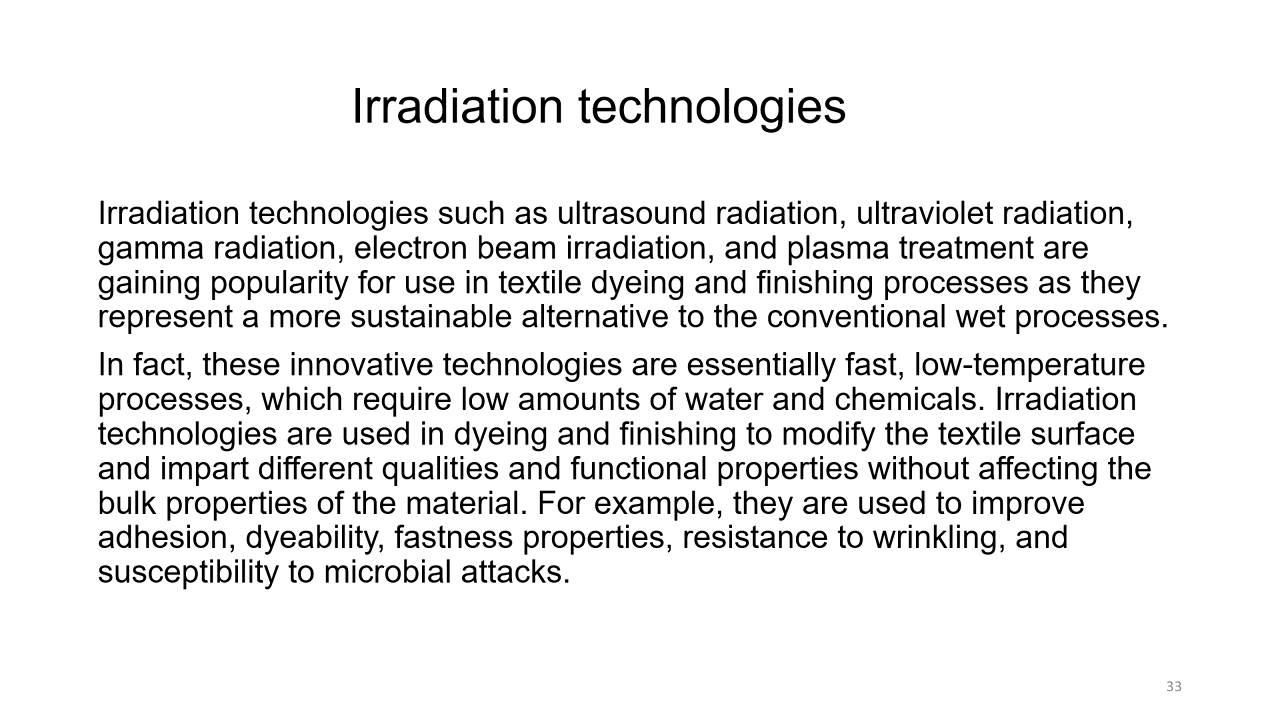 Irradiation technologies
Irradiation technologies such as ultrasound radiation, ultraviolet radiation,
gamma radiation, electron beam irradiation, and plasma treatment are
gaining popularity for use in textile dyeing and finishing processes as they
represent a more sustainable alternative to the conventional wet processes.
In fact, these innovative technologies are essentially fast, low-temperature
processes, which require low amounts of water and chemicals. Irradiation
technologies are used in dyeing and finishing to modify the textile surface
and impart different qualities and functional properties without affecting the
bulk properties of the material. For example, they are used to improve
adhesion, dyeability, fastness properties, resistance to wrinkling, and
susceptibility to microbial attacks.
33